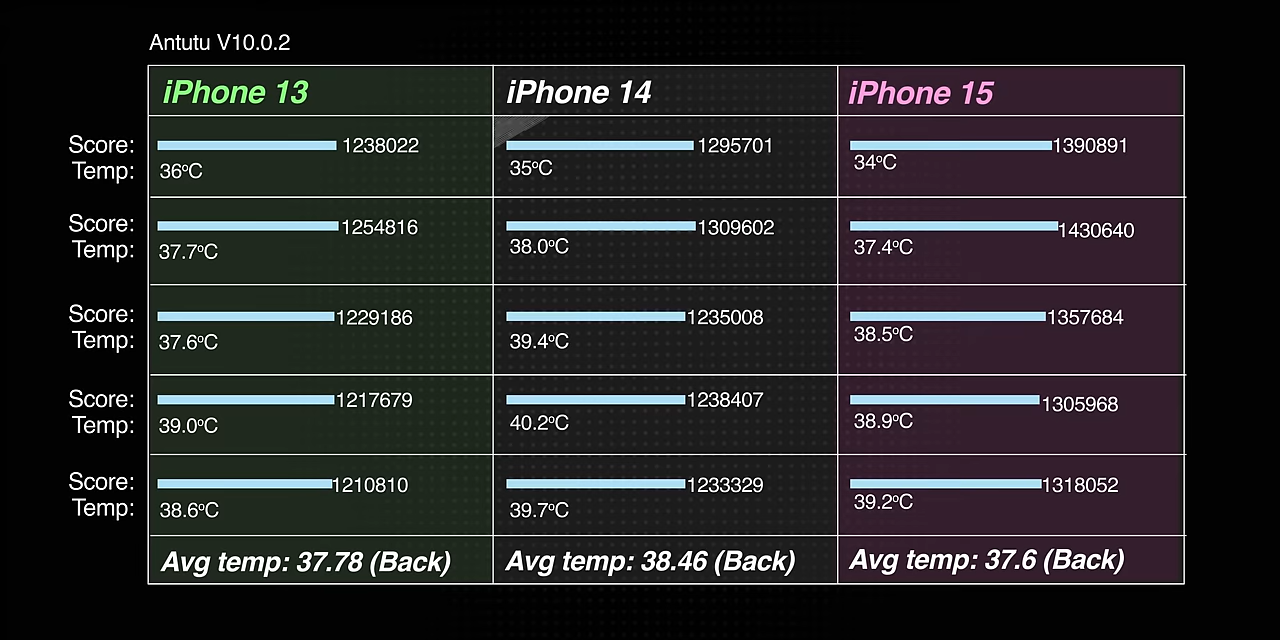 Antutu V10.0.2
iPhone 13 iPhone 14 iPhone 15
Score: 1238022 1295701 1390891
Temp: 36ºC 35ºC 34ºC
Score: 1254816 1309602 1430640
Temp: 37.7ºC 38.0ºC 37.4ºC
Score: 1229186 1235008 1357684
Temp: 37.6ºC 39.4ºC 38.5ºC
Score: 1217679 1238407 1305968
Temp: 39.0ºC 40.2ºC 38.9ºC
Score: 1210810 1233329 1318052
Temp: 38.6ºC 39.7ºC 39.2ºC
Avg temp: 37.78 (Back) Avg temp: 38.46 (Back) Avg temp: 37.6 (Back)